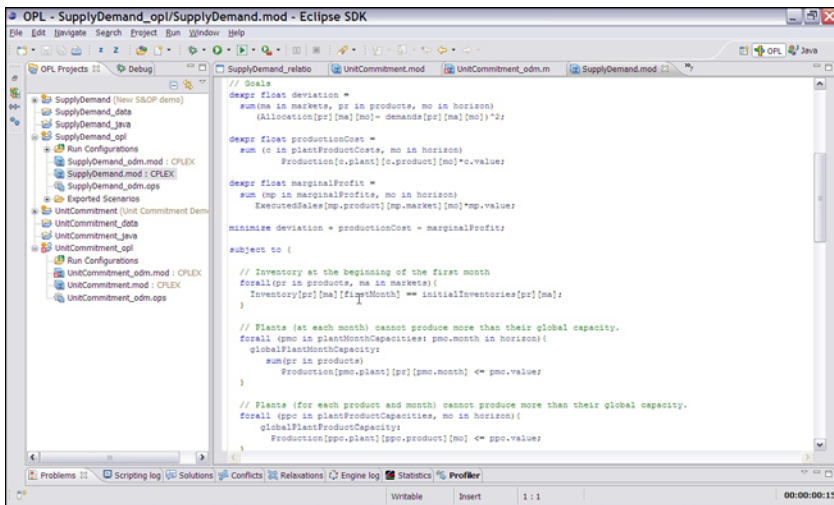 OPL - SupplyDemand_opl/SupplyDemand.mod - Eclipse SDK
File Edit Navigate Search Project Run Window Help
OPL Java
OPL Projects Debug SupplyDemand_relatio UnitCommitment.mod UnitCommitment_odm.m SupplyDemand.mod
SupplyDemand (New S&OP demo)
SupplyDemand_data
SupplyDemand_java
SupplyDemand_opl
Run Configurations
SupplyDemand_odm.mod : CPLEX
SupplyDemand.mod : CPLEX
SupplyDemand_odm.ops
Exported Scenarios
UnitCommitment (Unit Commitment Dem
UnitCommitment_data
UnitCommitment_java
UnitCommitment_opl
Run Configurations
UnitCommitment_odm.mod : CPLEX
UnitCommitment.mod : CPLEX
UnitCommitment_odm.ops
// Goals
dexpr float deviation =
sum(ma in markets, pr in products, mo in horizon)
(Allocation[pr][ma][mo]- demands[pr][ma][mo])^2;
dexpr float productionCost =
sum (c in plantProductCosts, mo in horizon)
Production[c.plant][c.product][mo]*c.value;
dexpr float marginalProfit =
sum (mp in marginalProfits, mo in horizon)
ExecutedSales[mp.product][mp.market][mo]*mp.value;
minimize deviation + productionCost - marginalProfit;
subject to {
// Inventory at the beginning of the first month
forall(pr in products, ma in markets){
Inventory[pr][ma][firstMonth] == initialInventories[pr][ma];
}
// Plants (at each month) cannot produce more than their global capacity.
forall (pmc in plantMonthCapacities: pmc.month in horizon){
globalPlantMonthCapacity:
sum(pr in products)
Production[pmc.plant][pr][pmc.month] <= pmc.value;
}
// Plants (for each product and month) cannot produce more than their global capacity.
forall (ppc in plantProductCapacities, mo in horizon){
globalPlantProductCapacity:
Production[ppc.plant][ppc.product][mo] <= ppc.value;
}
Problems Scripting log Solutions Conflicts Relaxations Engine log Statistics Profiler
Writable Insert 1 : 1 00:00:00:15